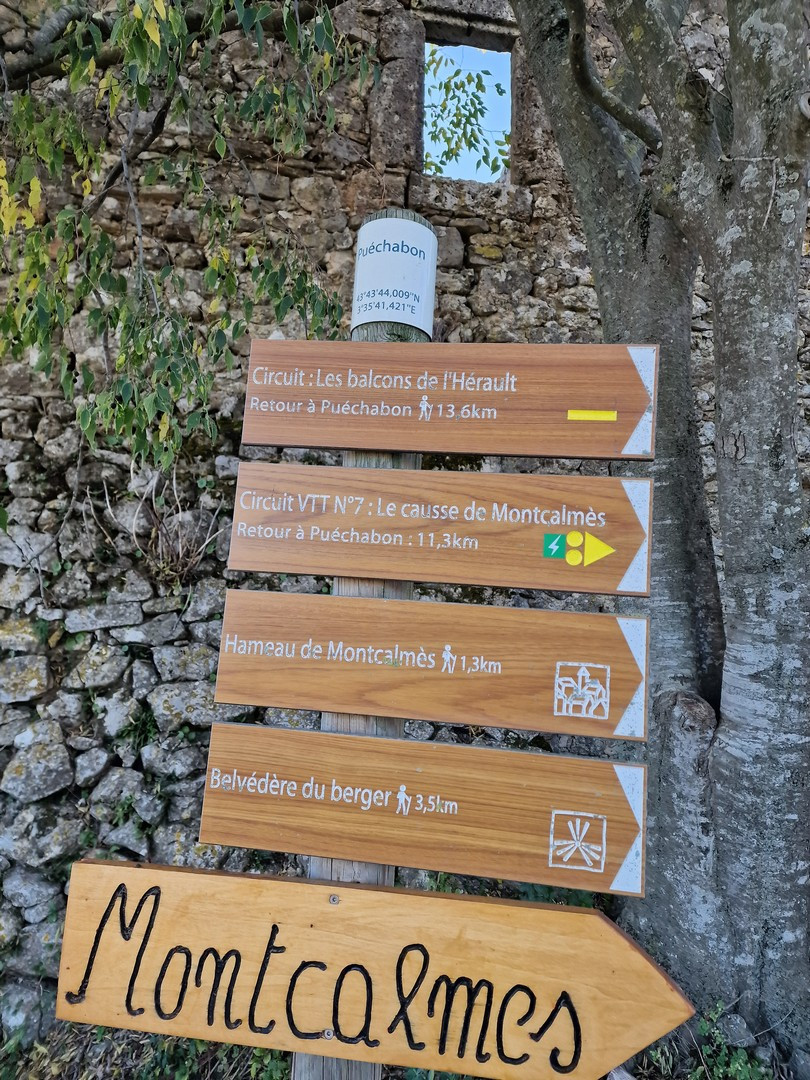 Puéchabon
43°43'44,009"N
3°35'41,421"E
Circuit : Les balcons de l'Hérault
Retour à Puéchabon 13,6km
Circuit VTT N°7 : Le causse de Montcalmès
Retour à Puéchabon : 11,3km
Hameau de Montcalmès 1,3km
Belvédère du berger 3,5km
Montcalmes